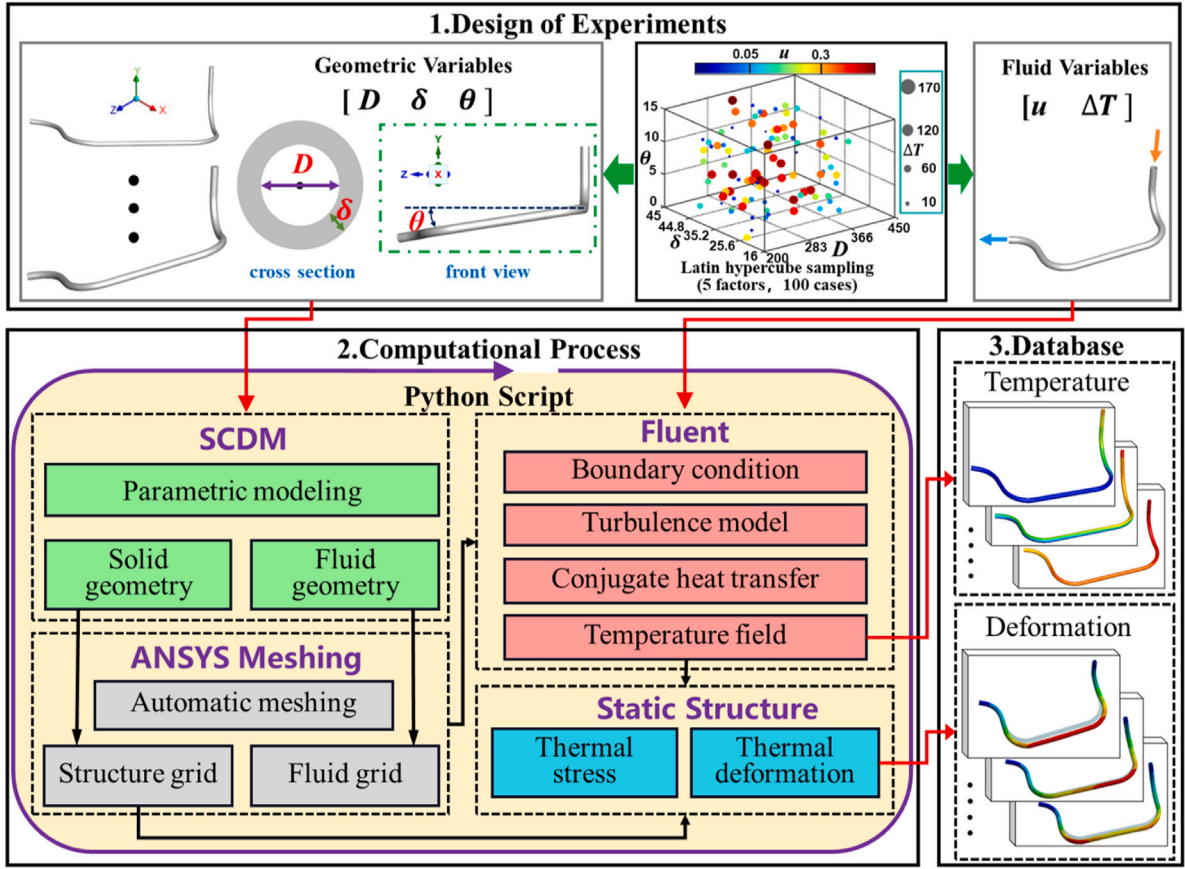 1.Design of Experiments
Geometric Variables
[ D δ θ ]
Y
Z
X
D
δ
cross section
Y
Z
X
θ
front view
0.05 u 0.3
15
10
θ
5
0
45
44.8
35.2
δ
25.6
16
200
283
D
366
450
170
120
ΔT
60
10
Latin hypercube sampling
(5 factors, 100 cases)
Fluid Variables
[u ΔT ]
2.Computational Process
Python Script
SCDM
Parametric modeling
Solid
geometry
Fluid
geometry
ANSYS Meshing
Automatic meshing
Structure grid
Fluid grid
Fluent
Boundary condition
Turbulence model
Conjugate heat transfer
Temperature field
Static Structure
Thermal
stress
Thermal
deformation
3.Database
Temperature
Deformation